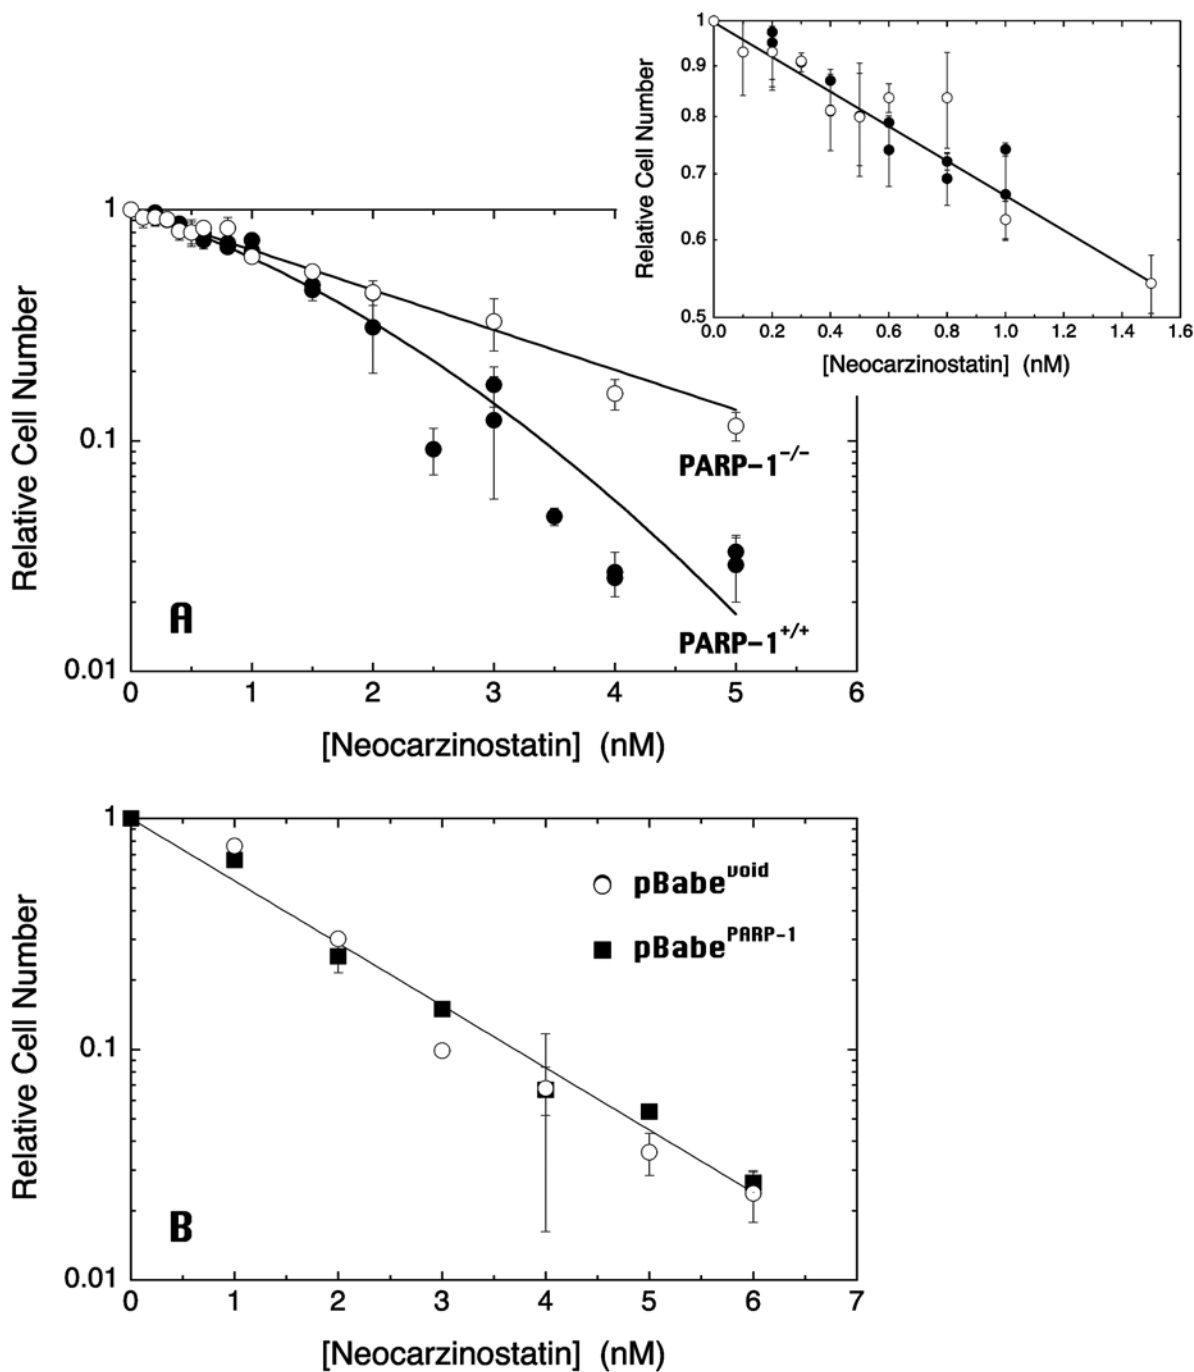 1
0.9
0.8
0.7
0.6
0.5
0.0 0.2 0.4 0.6 0.8 1.0 1.2 1.4 1.6
Relative Cell Number
[Neocarzinostatin] (nM)
1
0.1
0.01
0 1 2 3 4 5 6
Relative Cell Number
PARP-1-/-
PARP-1+/+
A
[Neocarzinostatin] (nM)
1
0.1
0.01
0 1 2 3 4 5 6 7
Relative Cell Number
pBabevoid
pBabePARP-1
B
[Neocarzinostatin] (nM)